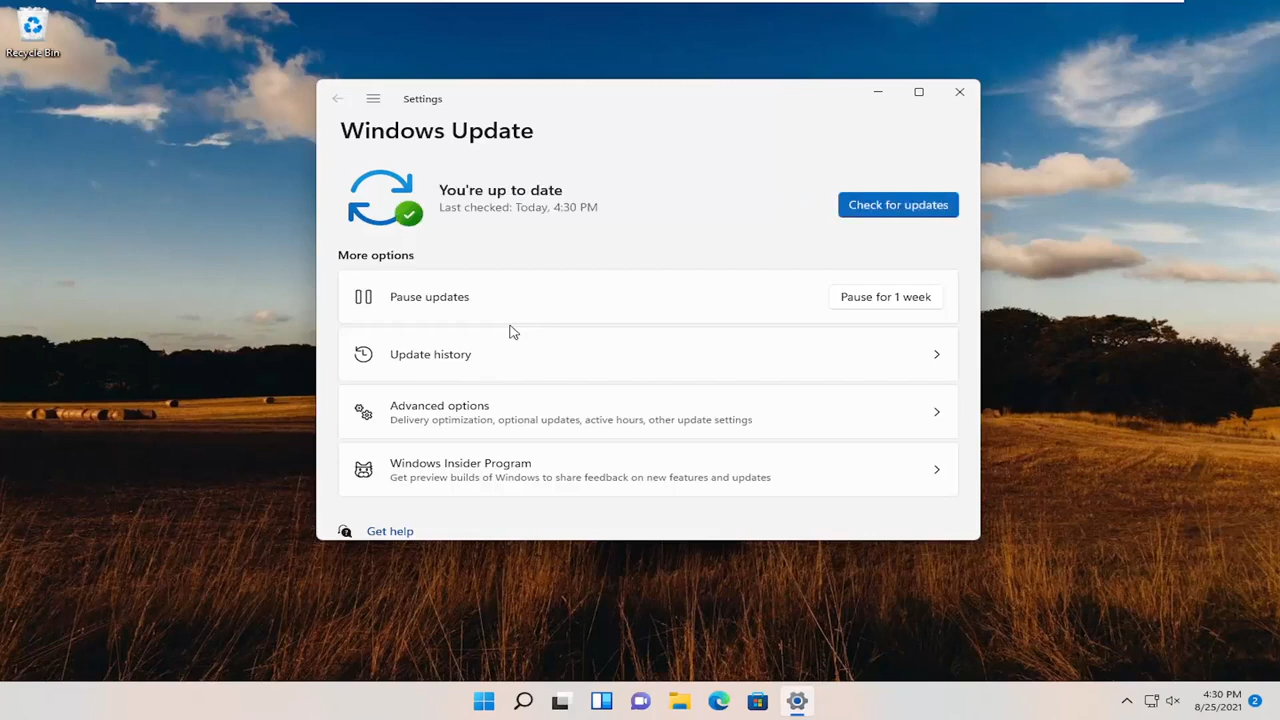 Recycle Bin
Settings
Windows Update
You're up to date
Last checked: Today, 4:30 PM
Check for updates
More options
Pause updates
Pause for 1 week
Update history
Advanced options
Delivery optimization, optional updates, active hours, other update settings
Windows Insider Program
Get preview builds of Windows to share feedback on new features and updates
Get help
4:30 PM
8/25/2021
2